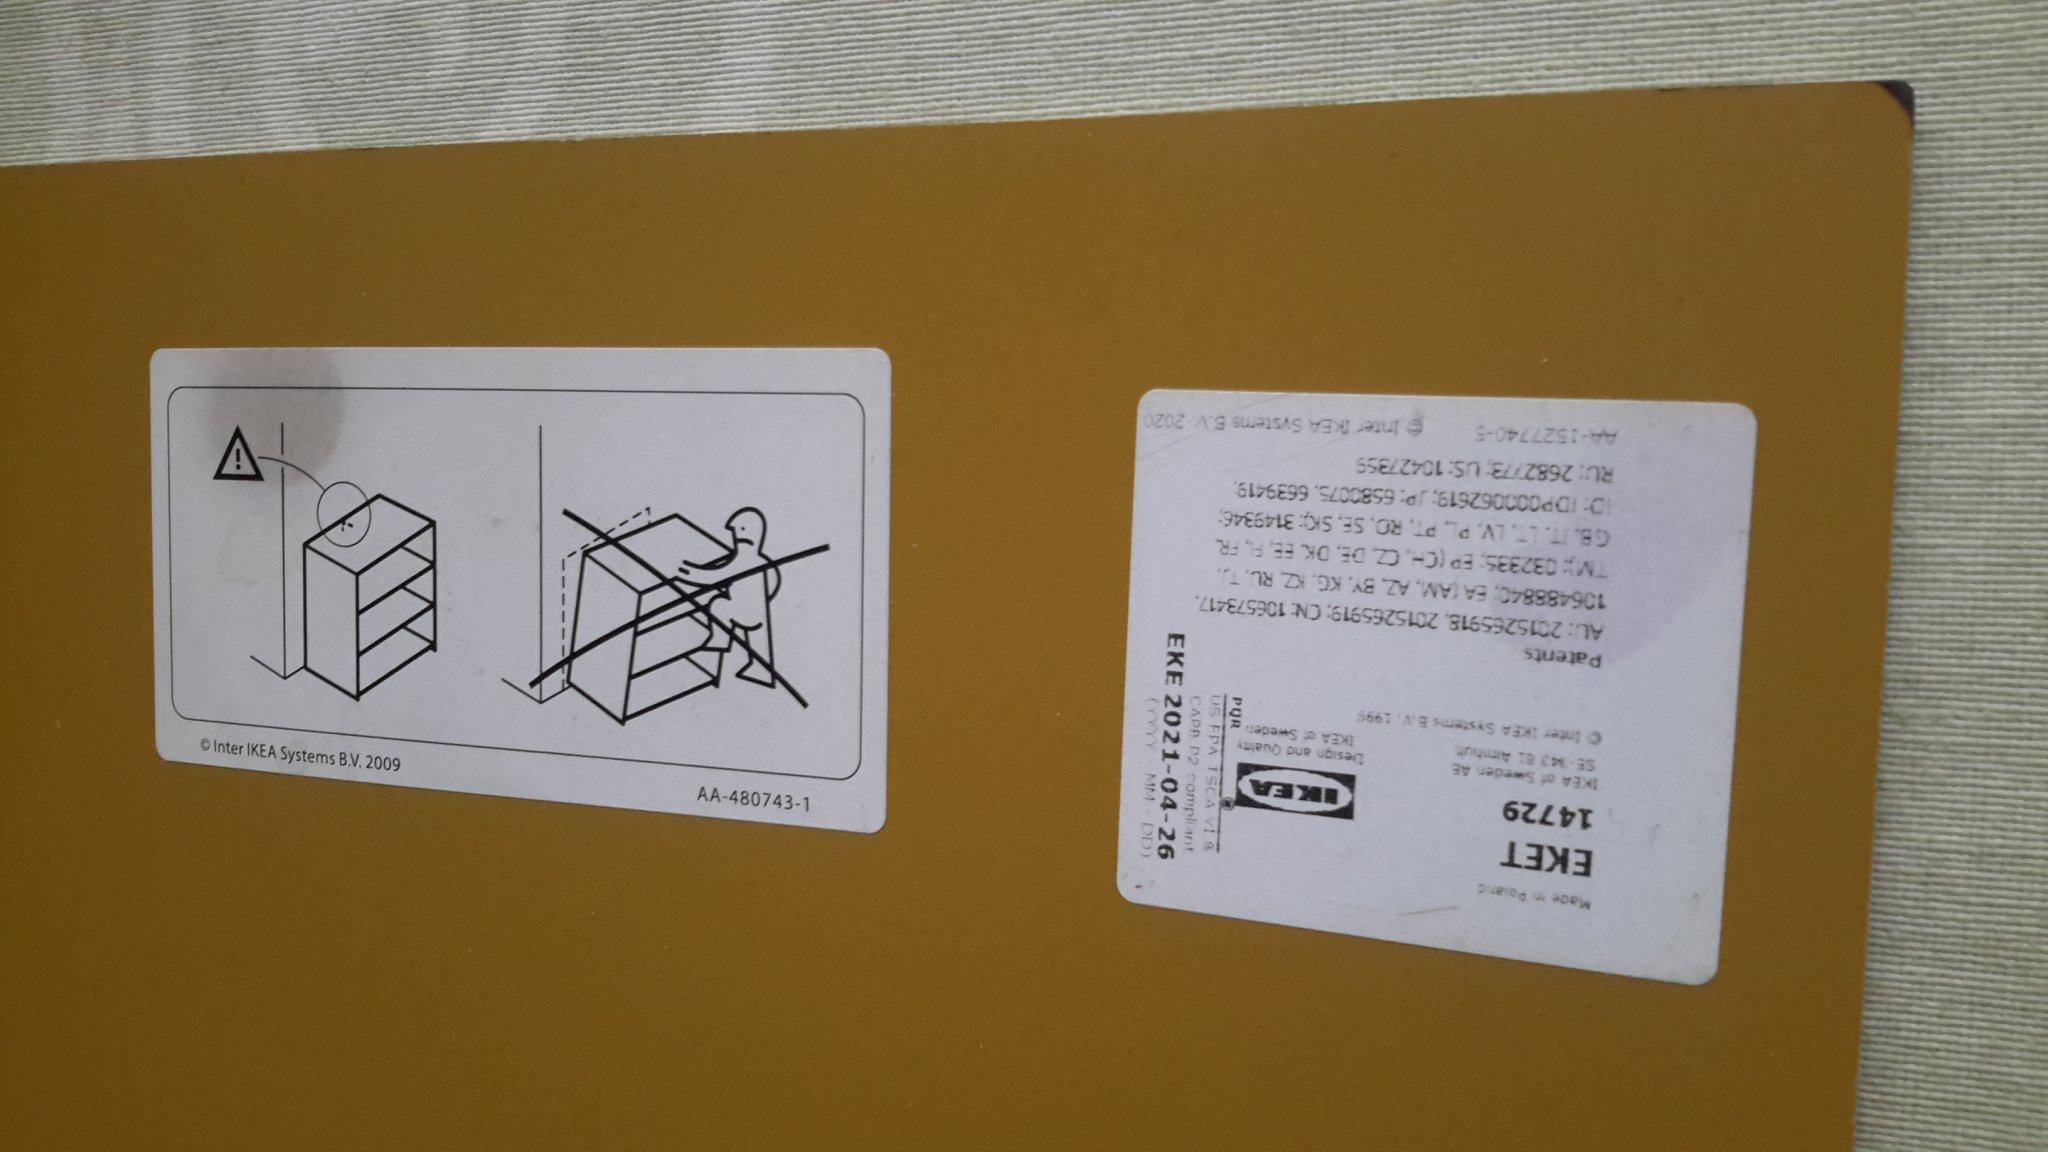 © Inter IKEA Systems B.V. 2009
AA-480743-1
Made in Poland
EKET
14729
IKEA of Sweden AB
SE-343 81 Älmhult
© Inter IKEA Systems B.V. 1999
IKEA
®
Design and Quality
IKEA of Sweden
PQR
US EPA TSCA VI &
CARB P2 compliant
EKE 2021-04-26
(YYYY - MM - DD)
Patents
AU: 2015265918, 2015265919; CN: 106573417,
106488840; EA (AM, AZ, BY, KG, KZ, RU, TJ,
TM): 032335; EP (CH, CZ, DE, DK, EE, FI, FR,
GB, IT, LT, LV, PL, PT, RO, SE, SK): 3149346;
ID: IDP000062619; JP: 6580075, 6639419;
RU: 2682773; US: 10427359
AA-1527740-5
© Inter IKEA Systems B.V. 2020